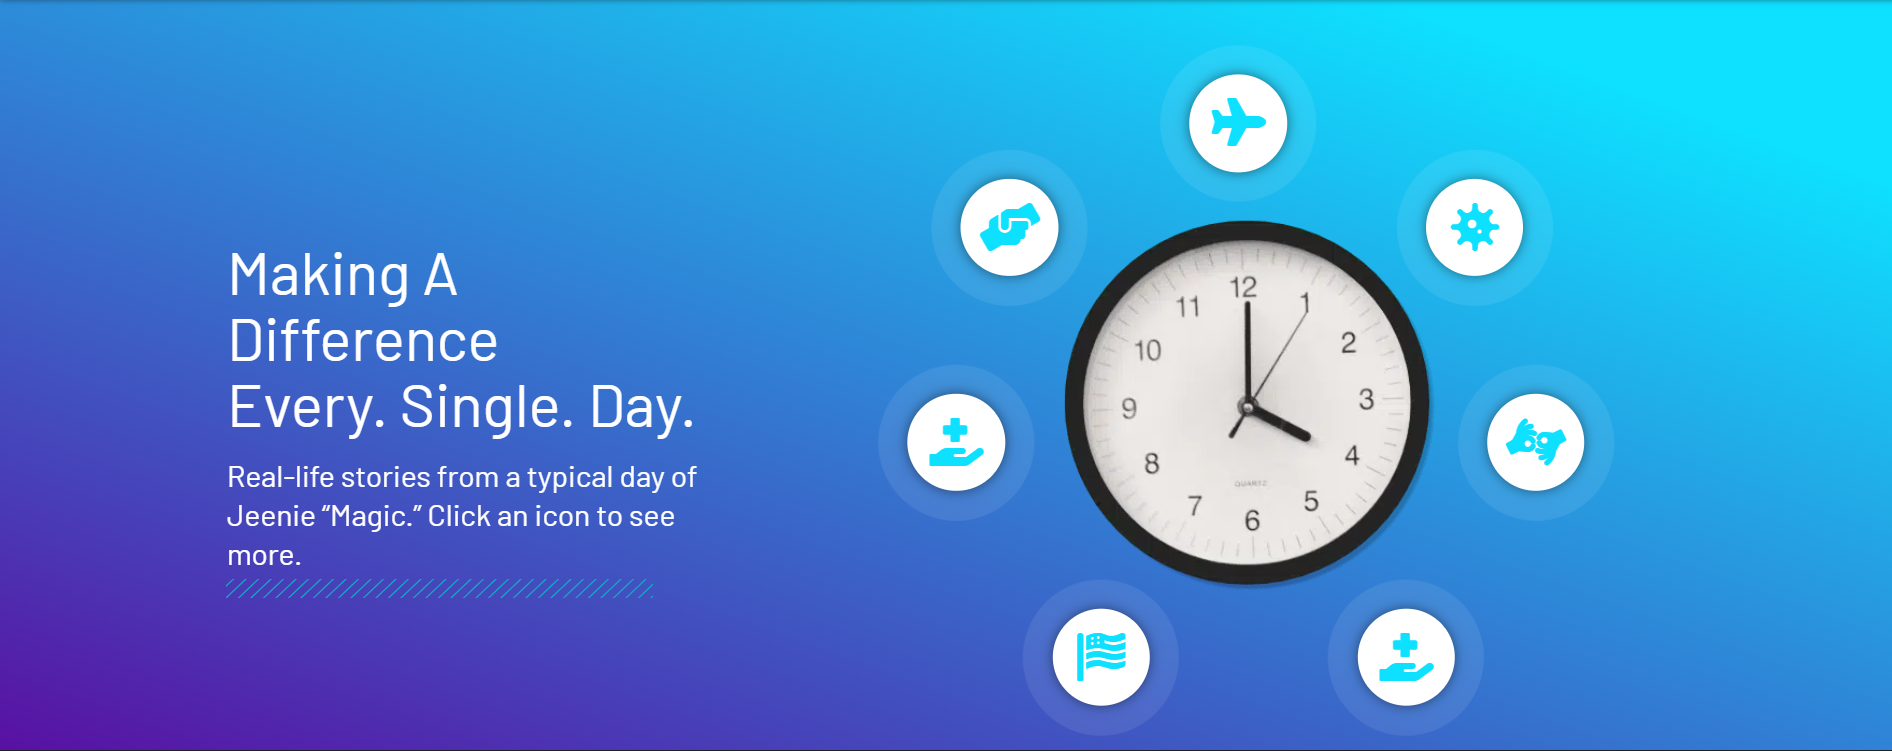 Making A
Difference
Every. Single. Day.
Real-life stories from a typical day of
Jeenie “Magic.” Click an icon to see
more.
12
1
2
3
4
5
6
7
8
9
10
11
QUARTZ